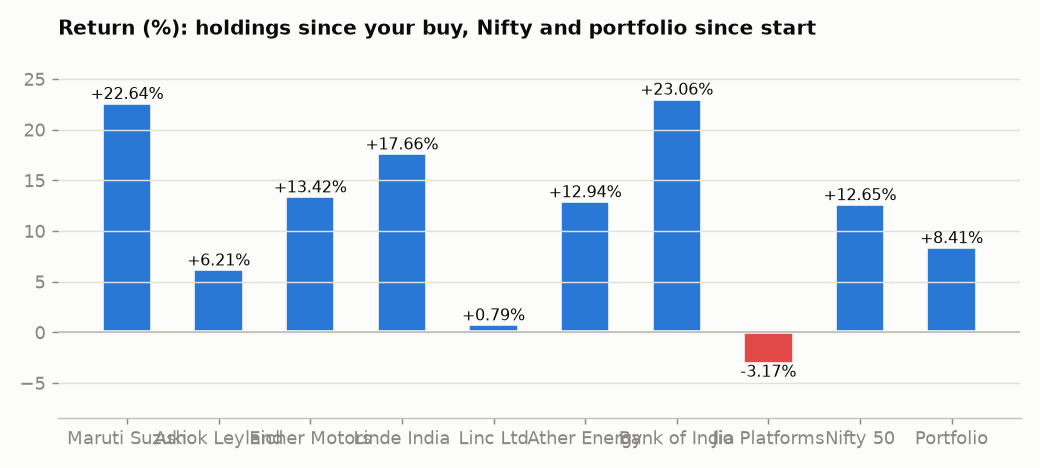 Return (%): holdings since your buy, Nifty and portfolio since start
25
20
15
10
5
0
−5
+22.64%
+6.21%
+13.42%
+17.66%
+0.79%
+12.94%
+23.06%
-3.17%
+12.65%
+8.41%
Maruti Suzuki
Ashok Leyland
Eicher Motors
Linde India
Linc Ltd
Ather Energy
Bank of India
Jio Platforms
Nifty 50
Portfolio